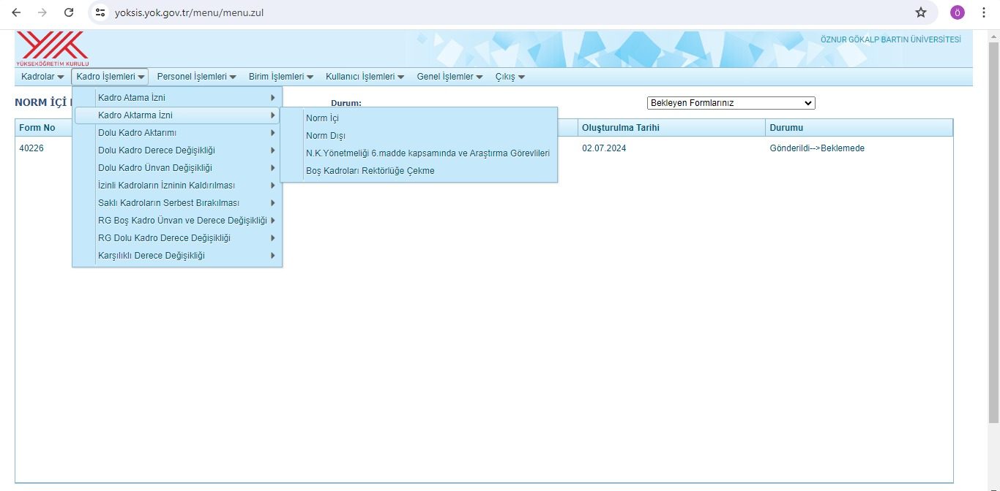 yoksis.yok.gov.tr/menu/menu.zul
Ö
YÜKSEKÖĞRETİM KURULU
ÖZNUR GÖKALP BARTIN ÜNİVERSİTESİ
Kadrolar Kadro İşlemleri Personel İşlemleri Birim İşlemleri Kullanıcı İşlemleri Genel İşlemler Çıkış
NORM İÇİ
Durum:
Bekleyen Formlarınız
Form No
Oluşturulma Tarihi
Durumu
40226
02.07.2024
Gönderildi-->Beklemede
Kadro Atama İzni
Kadro Aktarma İzni
Dolu Kadro Aktarımı
Dolu Kadro Derece Değişikliği
Dolu Kadro Ünvan Değişikliği
İzinli Kadroların İzninin Kaldırılması
Saklı Kadroların Serbest Bırakılması
RG Boş Kadro Ünvan ve Derece Değişikliği
RG Dolu Kadro Derece Değişikliği
Karşılıklı Derece Değişikliği
Norm İçi
Norm Dışı
N.K.Yönetmeliği 6.madde kapsamında ve Araştırma Görevlileri
Boş Kadroları Rektörlüğe Çekme